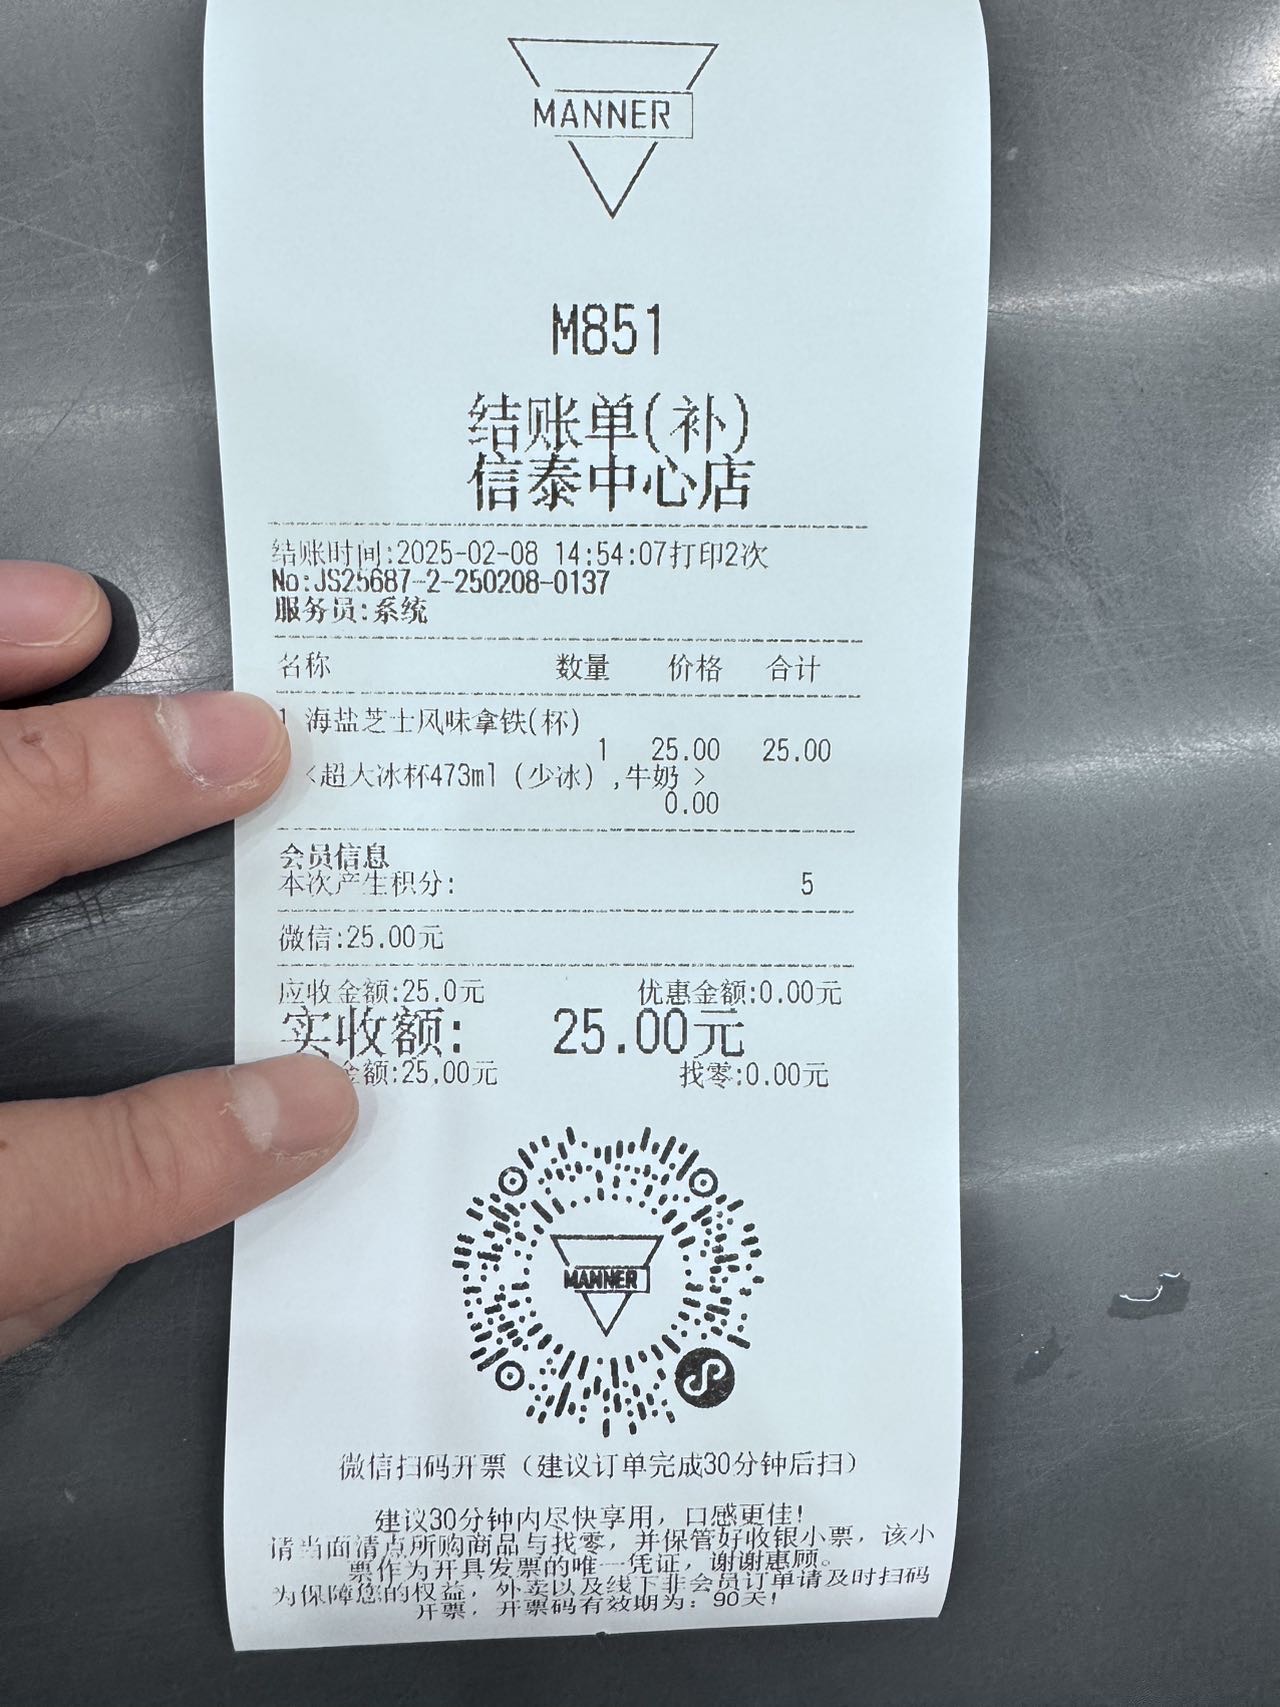 MANNER
M851
结账单(补)
信泰中心店
结账时间:2025-02-08 14:54:07打印2次
No:JS25687-2-250208-0137
服务员:系统
名称 数量 价格 合计
1 海盐芝士风味拿铁(杯)
1 25.00 25.00
<超大冰杯473ml (少冰) ,牛奶 >
0.00
会员信息
本次产生积分: 5
微信:25.00元
应收金额:25.0元 优惠金额:0.00元
实收额: 25.00元
金额:25.00元 找零:0.00元
MANNER
微信扫码开票（建议订单完成30分钟后扫）
建议30分钟内尽快享用，口感更佳!
请当面清点所购商品与找零，并保管好收银小票，该小
票作为开具发票的唯一凭证，谢谢惠顾。
为保障您的权益，外卖以及线下非会员订单请及时扫码
开票，开票码有效期为：90天!